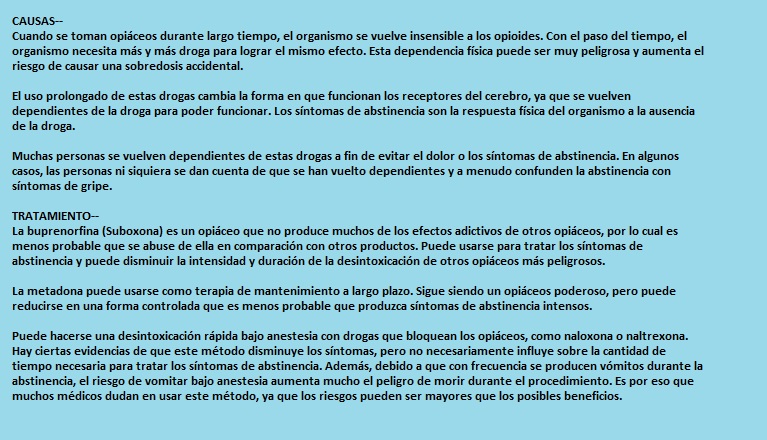 CAUSAS--
Cuando se toman opiáceos durante largo tiempo, el organismo se vuelve insensible a los opioides. Con el paso del tiempo, el
organismo necesita más y más droga para lograr el mismo efecto. Esta dependencia física puede ser muy peligrosa y aumenta el
riesgo de causar una sobredosis accidental.
El uso prolongado de estas drogas cambia la forma en que funcionan los receptores del cerebro, ya que se vuelven
dependientes de la droga para poder funcionar. Los síntomas de abstinencia son la respuesta física del organismo a la ausencia
de la droga.
Muchas personas se vuelven dependientes de estas drogas a fin de evitar el dolor o los síntomas de abstinencia. En algunos
casos, las personas ni siquiera se dan cuenta de que se han vuelto dependientes y a menudo confunden la abstinencia con
síntomas de gripe.
TRATAMIENTO--
La buprenorfina (Suboxona) es un opiáceo que no produce muchos de los efectos adictivos de otros opiáceos, por lo cual es
menos probable que se abuse de ella en comparación con otros productos. Puede usarse para tratar los síntomas de
abstinencia y puede disminuir la intensidad y duración de la desintoxicación de otros opiáceos más peligrosos.
La metadona puede usarse como terapia de mantenimiento a largo plazo. Sigue siendo un opiáceos poderoso, pero puede
reducirse en una forma controlada que es menos probable que produzca síntomas de abstinencia intensos.
Puede hacerse una desintoxicación rápida bajo anestesia con drogas que bloquean los opiáceos, como naloxona o naltrexona.
Hay ciertas evidencias de que este método disminuye los síntomas, pero no necesariamente influye sobre la cantidad de
tiempo necesaria para tratar los síntomas de abstinencia. Además, debido a que con frecuencia se producen vómitos durante la
abstinencia, el riesgo de vomitar bajo anestesia aumenta mucho el peligro de morir durante el procedimiento. Es por eso que
muchos médicos dudan en usar este método, ya que los riesgos pueden ser mayores que los posibles beneficios.